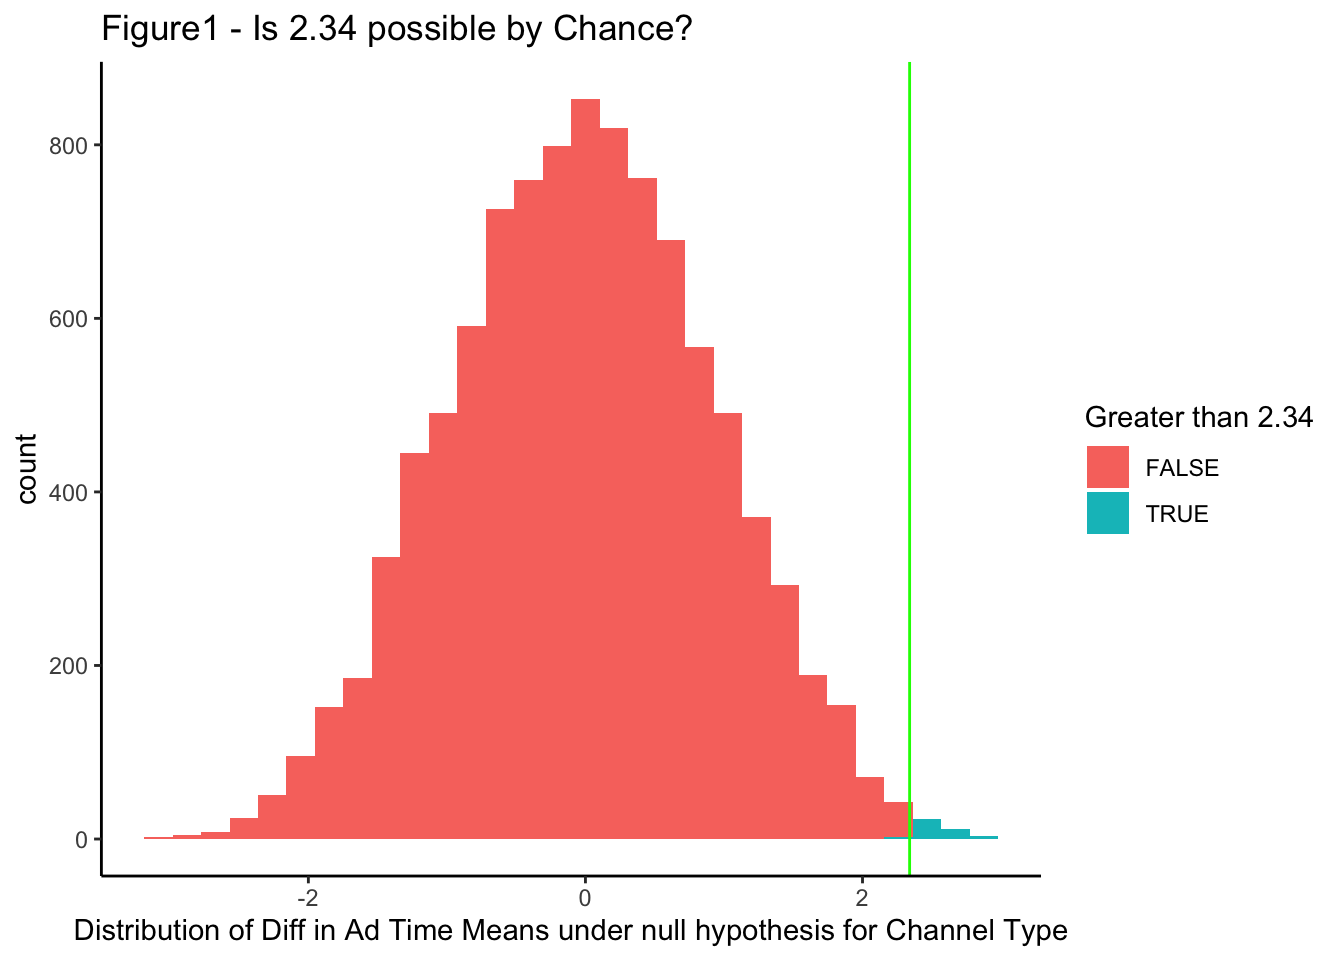 Figure1 - Is 2.34 possible by Chance?
800
600
400
200
0
count
-2
0
2
Distribution of Diff in Ad Time Means under null hypothesis for Channel Type
Greater than 2.34
FALSE
TRUE